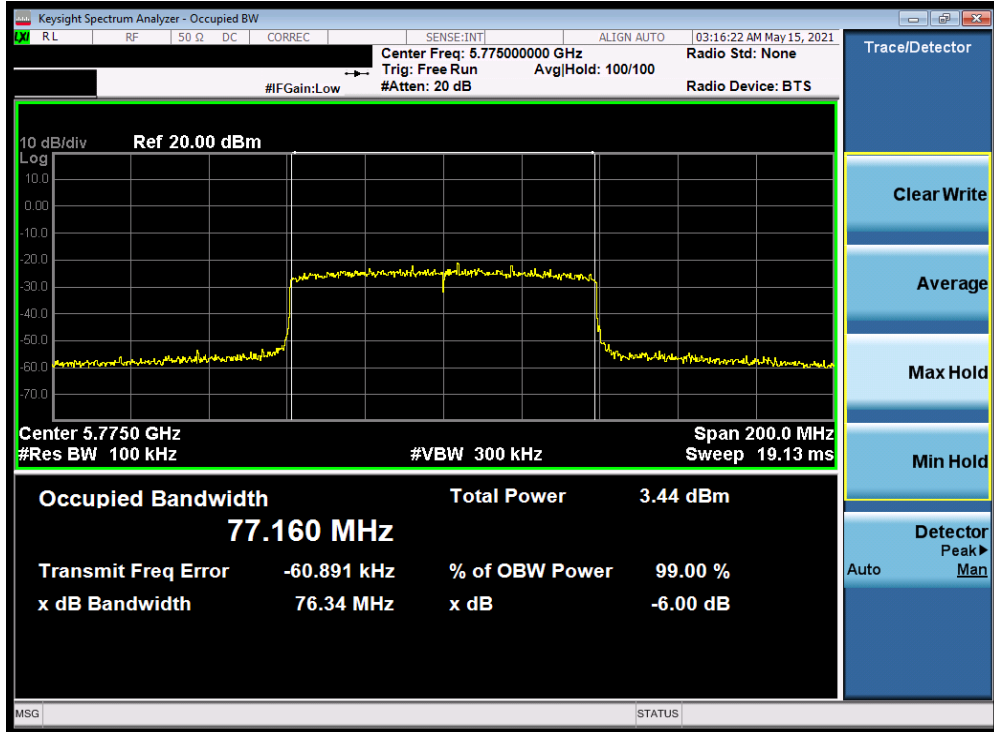 Keysight Spectrum Analyzer - Occupied BW
LXI RL RF 50 Ω DC CORREC SENSE:INT ALIGN AUTO 03:16:22 AM May 15, 2021
Center Freq: 5.775000000 GHz Radio Std: None
Trig: Free Run Avg|Hold: 100/100
#IFGain:Low #Atten: 20 dB Radio Device: BTS
10 dB/div Ref 20.00 dBm
Log
10.0
0.00
-10.0
-20.0
-30.0
-40.0
-50.0
-60.0
-70.0
Center 5.7750 GHz Span 200.0 MHz
#Res BW 100 kHz #VBW 300 kHz Sweep 19.13 ms
Occupied Bandwidth Total Power 3.44 dBm
77.160 MHz
Transmit Freq Error -60.891 kHz % of OBW Power 99.00 %
x dB Bandwidth 76.34 MHz x dB -6.00 dB
MSG STATUS
Trace/Detector
Clear Write
Average
Max Hold
Min Hold
Detector
Peak▶
Auto Man